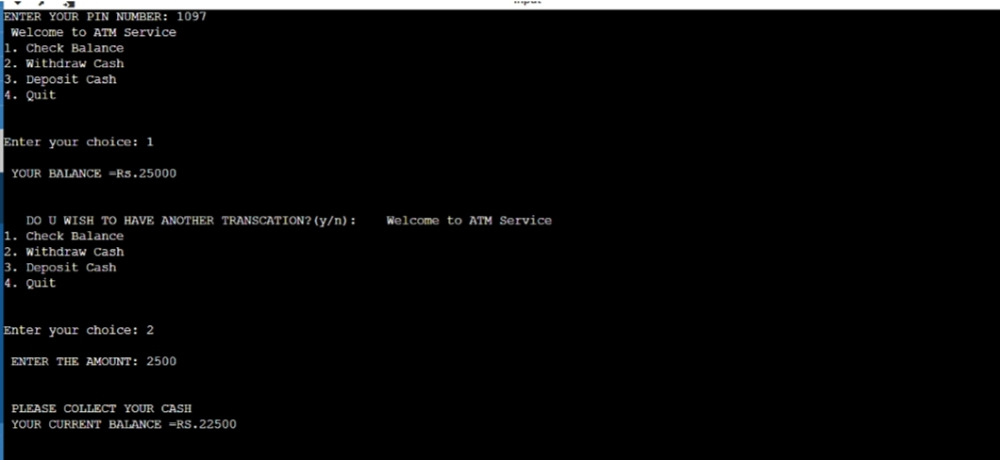 ENTER YOUR PIN NUMBER: 1097
Welcome to ATM Service
1. Check Balance
2. Withdraw Cash
3. Deposit Cash
4. Quit
Enter your choice: 1
YOUR BALANCE =Rs.25000
DO U WISH TO HAVE ANOTHER TRANSCATION?(y/n): Welcome to ATM Service
1. Check Balance
2. Withdraw Cash
3. Deposit Cash
4. Quit
Enter your choice: 2
ENTER THE AMOUNT: 2500
PLEASE COLLECT YOUR CASH
YOUR CURRENT BALANCE =RS.22500